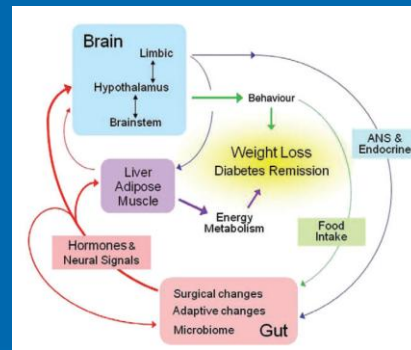 Brain
Limbic
Hypothalamus
Brainstem
Behaviour
ANS &
Endocrine
Weight Loss
Diabetes Remission
Liver
Adipose
Muscle
Energy
Metabolism
Food
Intake
Hormones &
Neural Signals
Surgical changes
Adaptive changes
Microbiome
Gut